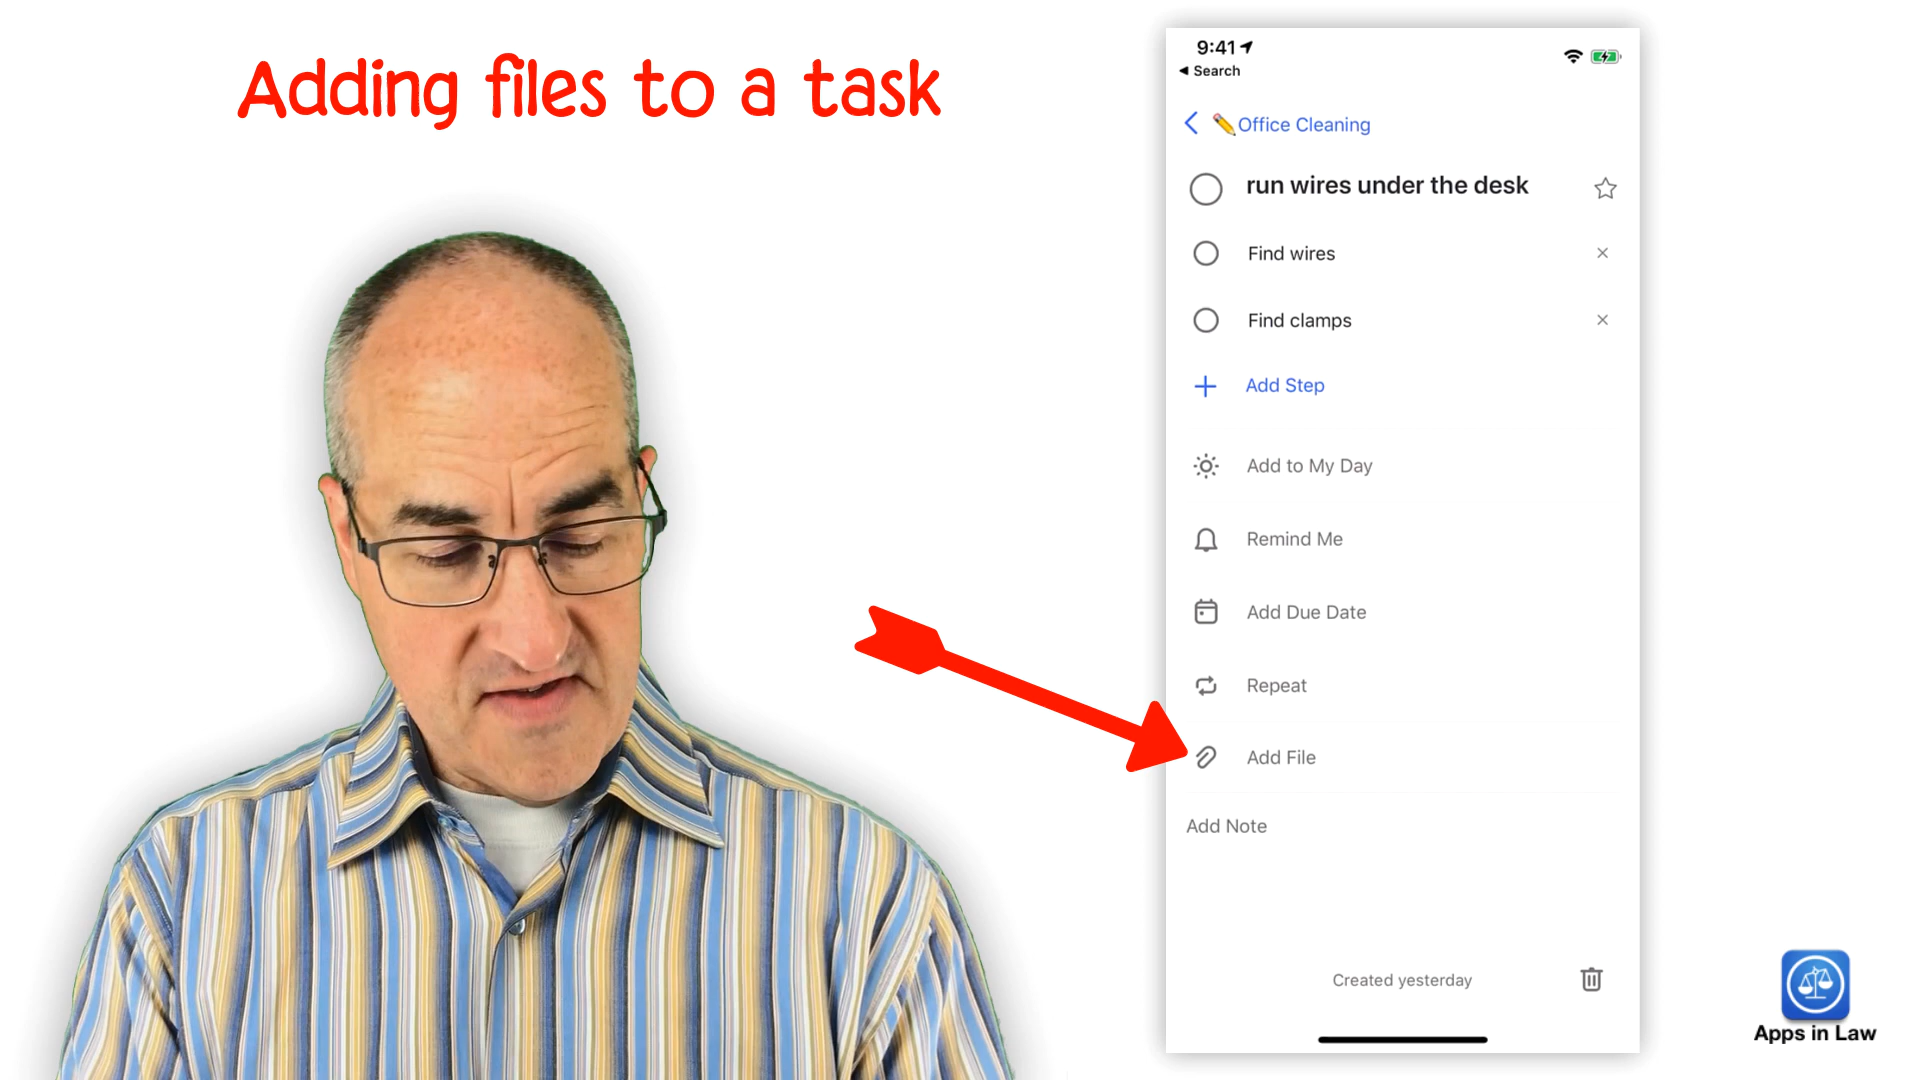 Adding files to a task
9:41
Search
Office Cleaning
run wires under the desk
Find wires
Find clamps
Add Step
Add to My Day
Remind Me
Add Due Date
Repeat
Add File
Add Note
Created yesterday
Apps in Law